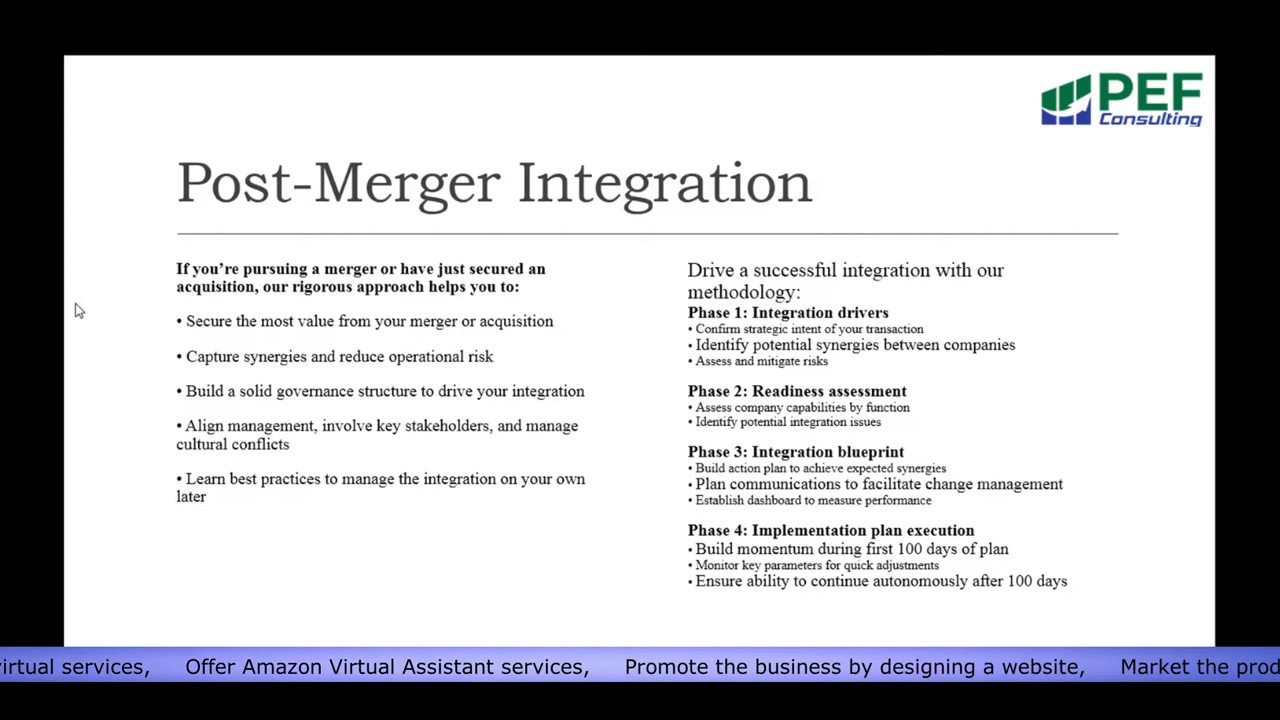 PEF
Consulting
Post-Merger Integration
If you're pursuing a merger or have just secured an
acquisition, our rigorous approach helps you to:
• Secure the most value from your merger or acquisition
• Capture synergies and reduce operational risk
• Build a solid governance structure to drive your integration
• Align management, involve key stakeholders, and manage
cultural conflicts
• Learn best practices to manage the integration on your own
later
Drive a successful integration with our
methodology:
Phase 1: Integration drivers
• Confirm strategic intent of your transaction
• Identify potential synergies between companies
• Assess and mitigate risks
Phase 2: Readiness assessment
• Assess company capabilities by function
• Identify potential integration issues
Phase 3: Integration blueprint
• Build action plan to achieve expected synergies
• Plan communications to facilitate change management
• Establish dashboard to measure performance
Phase 4: Implementation plan execution
• Build momentum during first 100 days of plan
• Monitor key parameters for quick adjustments
• Ensure ability to continue autonomously after 100 days
virtual services, Offer Amazon Virtual Assistant services, Promote the business by designing a website, Market the prod